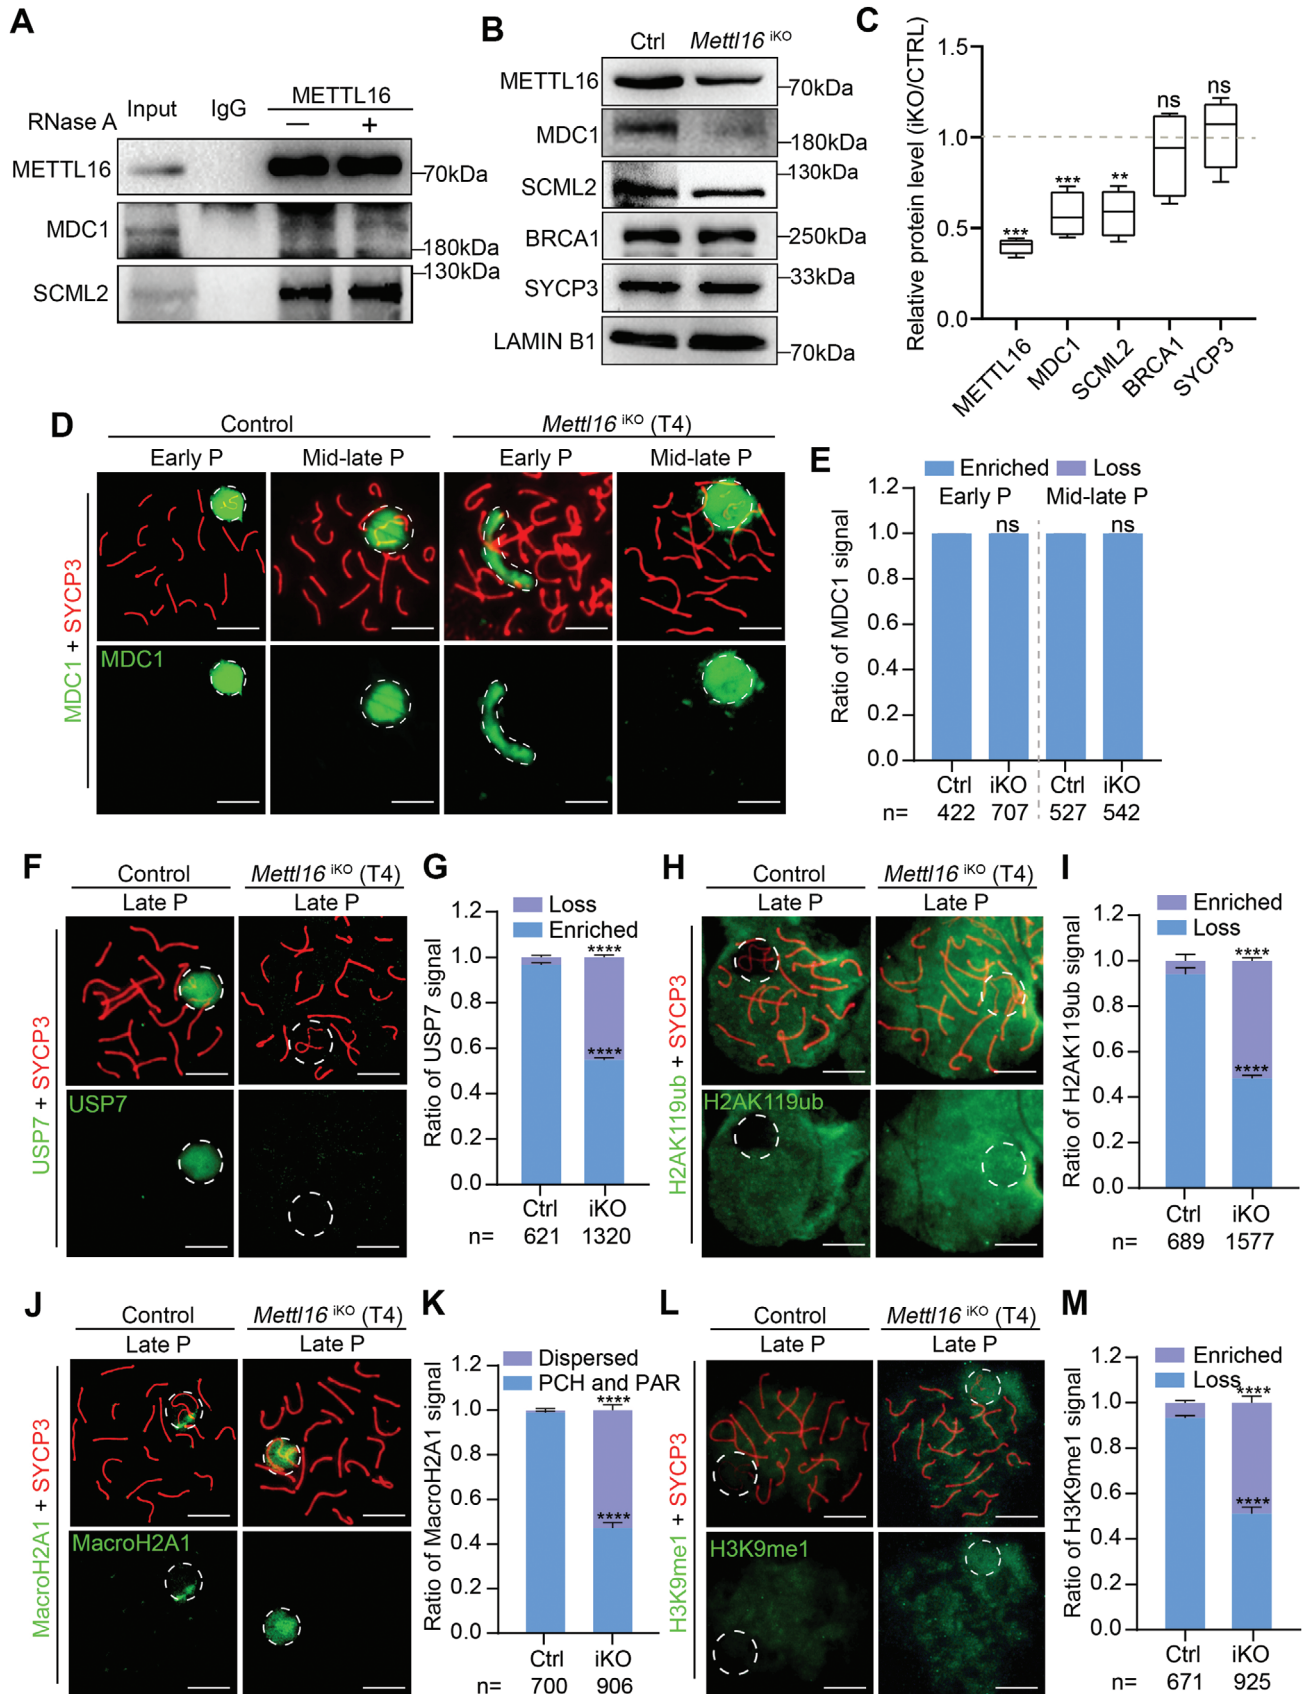 A
Input IgG METTL16
RNase A — +
METTL16
70kDa
MDC1
180kDa
130kDa
SCML2
B
Ctrl Mettl16 iKO
METTL16
70kDa
MDC1
180kDa
130kDa
SCML2
BRCA1
250kDa
33kDa
SYCP3
LAMIN B1
70kDa
C
Relative protein level (iKO/CTRL)
1.5
1.0
0.5
0.0
*** *** ** ns ns
METTL16 MDC1 SCML2 BRCA1 SYCP3
D
Control Mettl16 iKO (T4)
Early P Mid-late P Early P Mid-late P
MDC1 + SYCP3
MDC1
E
Enriched Loss
Early P Mid-late P
ns ns
Ratio of MDC1 signal
1.2
1.0
0.8
0.6
0.4
0.2
0.0
Ctrl iKO Ctrl iKO
n= 422 707 527 542
F
Control Mettl16 iKO (T4)
Late P Late P
USP7 + SYCP3
USP7
G
Loss
Enriched
Ratio of USP7 signal
1.2
1.0
0.8
0.6
0.4
0.2
0.0
****
****
Ctrl iKO
n= 621 1320
H
Control Mettl16 iKO (T4)
Late P Late P
H2AK119ub + SYCP3
H2AK119ub
I
Enriched
Loss
Ratio of H2AK119ub signal
1.2
1.0
0.8
0.6
0.4
0.2
0.0
****
****
Ctrl iKO
n= 689 1577
J
Control Mettl16 iKO (T4)
Late P Late P
MacroH2A1 + SYCP3
MacroH2A1
K
Dispersed
PCH and PAR
Ratio of MacroH2A1 signal
1.2
1.0
0.8
0.6
0.4
0.2
0.0
****
****
Ctrl iKO
n= 700 906
L
Control Mettl16 iKO (T4)
Late P Late P
H3K9me1 + SYCP3
H3K9me1
M
Enriched
Loss
Ratio of H3K9me1 signal
1.2
1.0
0.8
0.6
0.4
0.2
0.0
****
****
Ctrl iKO
n= 671 925